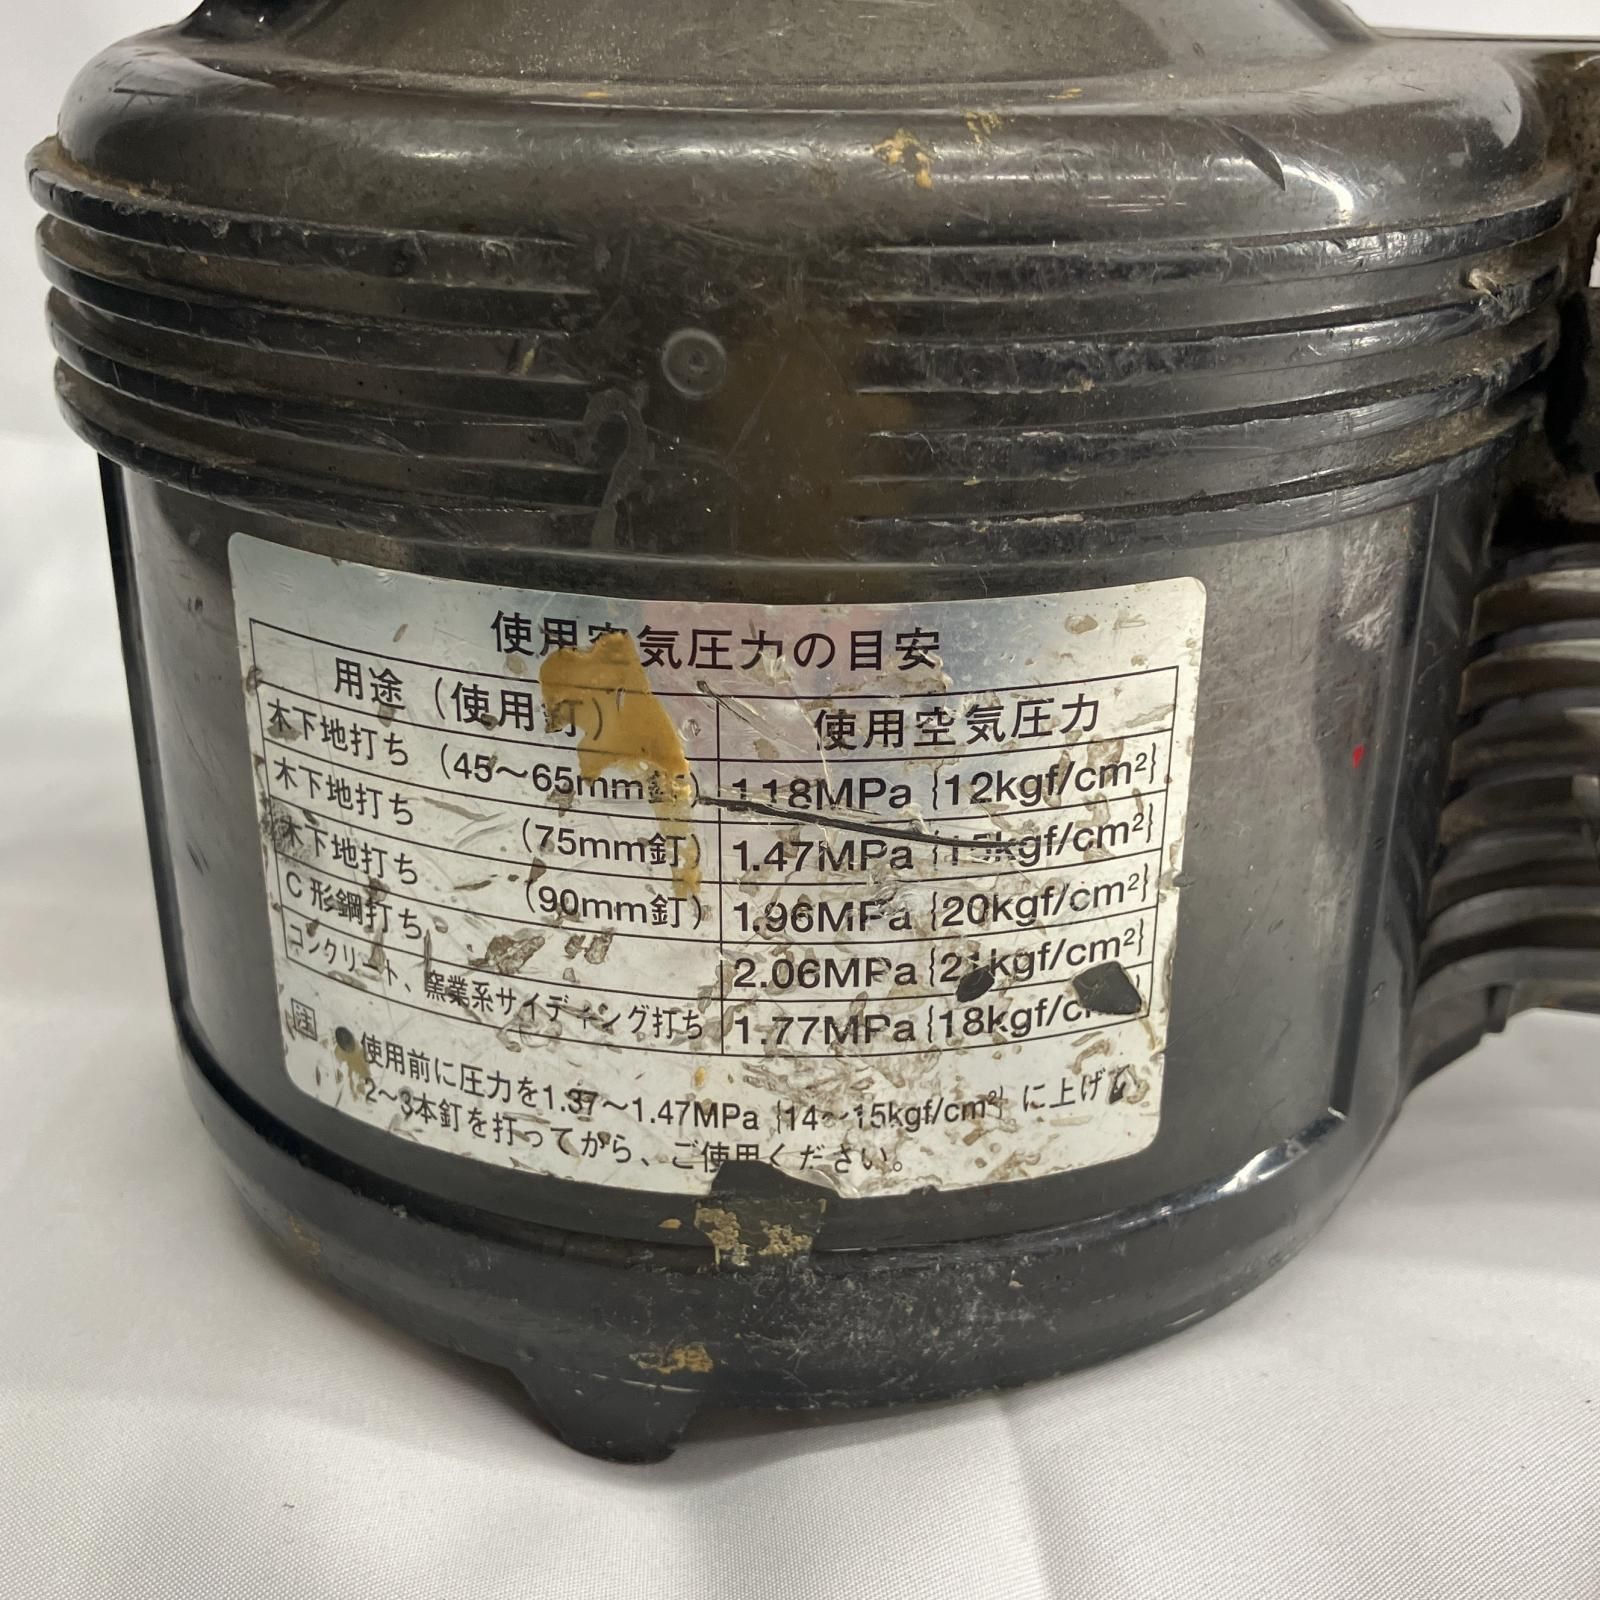 使用空気圧力の目安
用途（使用釘） 使用空気圧力
木下地打ち （45～65mm釘） 1.18MPa {12kgf/cm²}
木下地打ち （75mm釘） 1.47MPa {15kgf/cm²}
木下地打ち （90mm釘） 1.96MPa {20kgf/cm²}
C形鋼打ち 2.06MPa {21kgf/cm²}
コンクリート、窯業系サイディング打ち 1.77MPa {18kgf/cm²}
注 ●使用前に圧力を1.37～1.47MPa {14～15kgf/cm²} に上げ
2～3本釘を打ってから、ご使用ください。